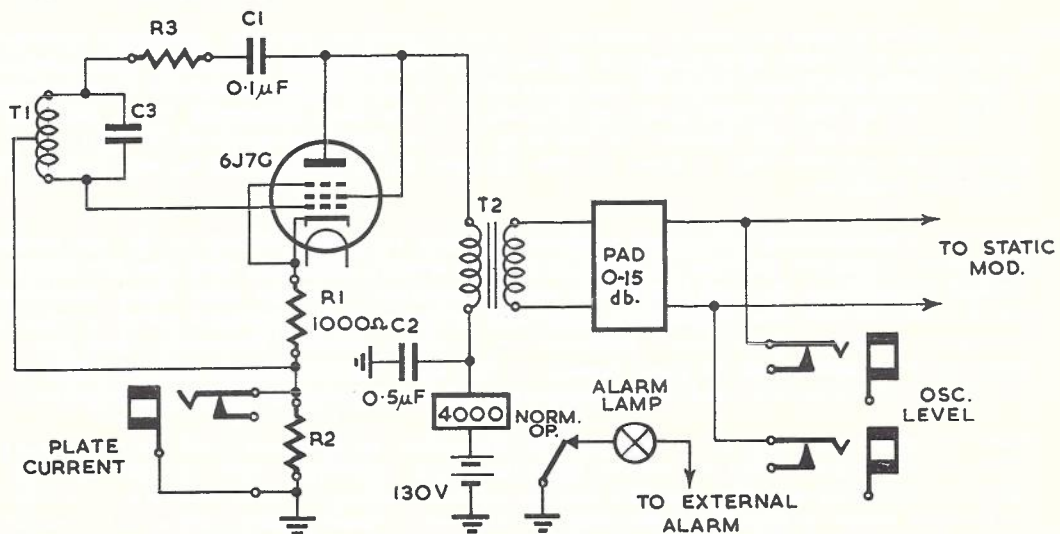 R3
C1
0·1µF
T1
C3
6J7G
T2
PAD
0-15
db.
TO STATIC
MOD.
R1
1000Ω
C2
0·5µF
4000
NORM.
OP.
ALARM
LAMP
OSC.
LEVEL
PLATE
CURRENT
R2
130V
TO EXTERNAL
ALARM